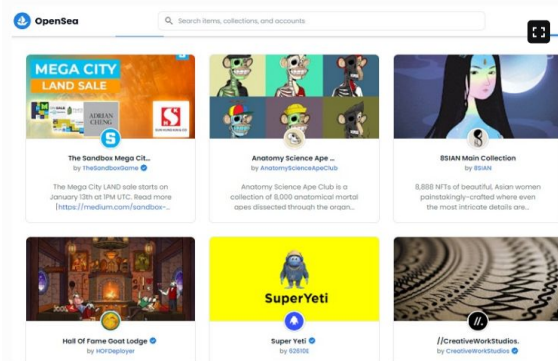 OpenSea
Search items, collections, and accounts
MEGA CITY
LAND SALE
ADRIAN
CHENG
The Sandbox Mega Cit...
by TheSandboxGame
The Mega City LAND sale starts on
January 13th at 1PM UTC. Read more
[https://medium.com/sandbox-...
Anatomy Science Ape ...
by AnatomyScienceApeClub
Anatomy Science Ape Club is a
collection of 8,000 anatomical mortal
apes dissected through the organ...
8SIAN Main Collection
by 8SIAN
8,888 NFTs of beautiful, Asian women
painstakingly-crafted where even
the most intricate details are...
Hall Of Fame Goat Lodge
by HOFDeployer
SuperYeti
Super Yeti
by 62610E
//.
//CreativeWorkStudios.
by CreativeWorkStudios